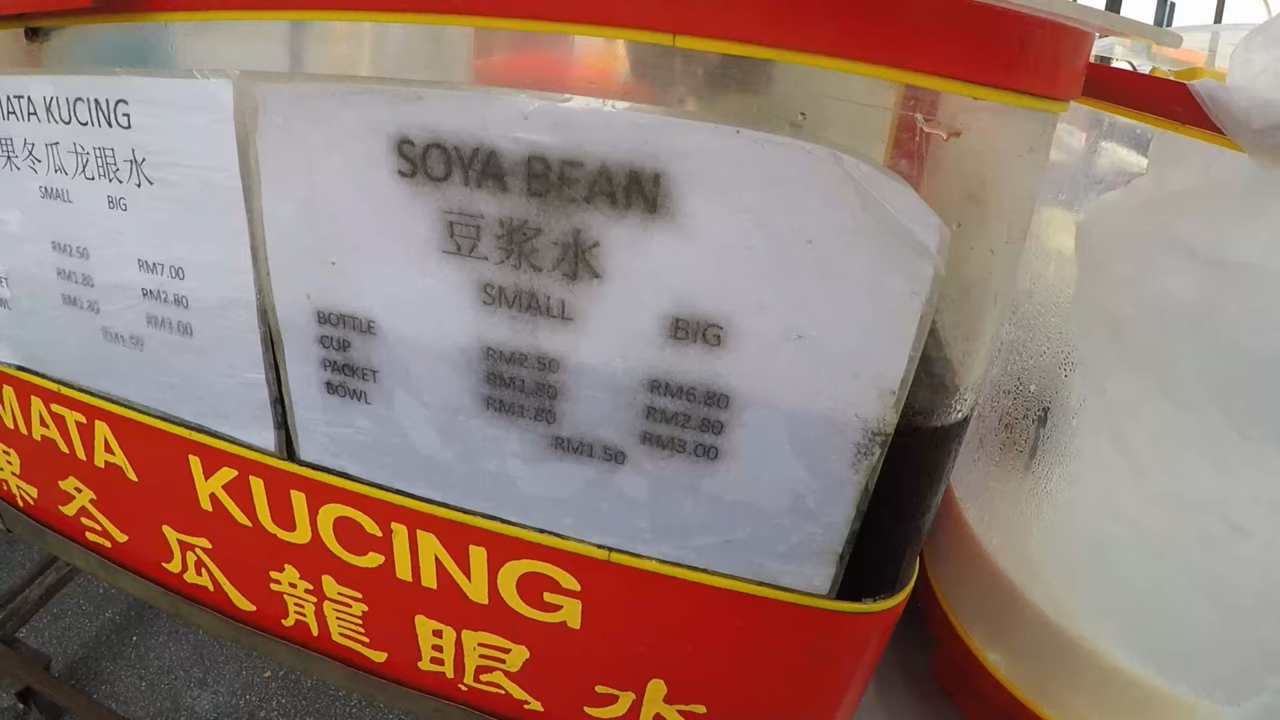 MATA KUCING
果冬瓜龙眼水
SMALL BIG
RM2.50 RM7.00
RM1.80 RM2.80
RM1.80 RM3.00
RM1.50
SOYA BEAN
豆浆水
SMALL BIG
BOTTLE RM2.50 RM6.80
CUP RM1.80 RM2.80
PACKET RM1.80 RM3.00
BOWL RM1.50
MATA KUCING
果冬瓜龍眼水